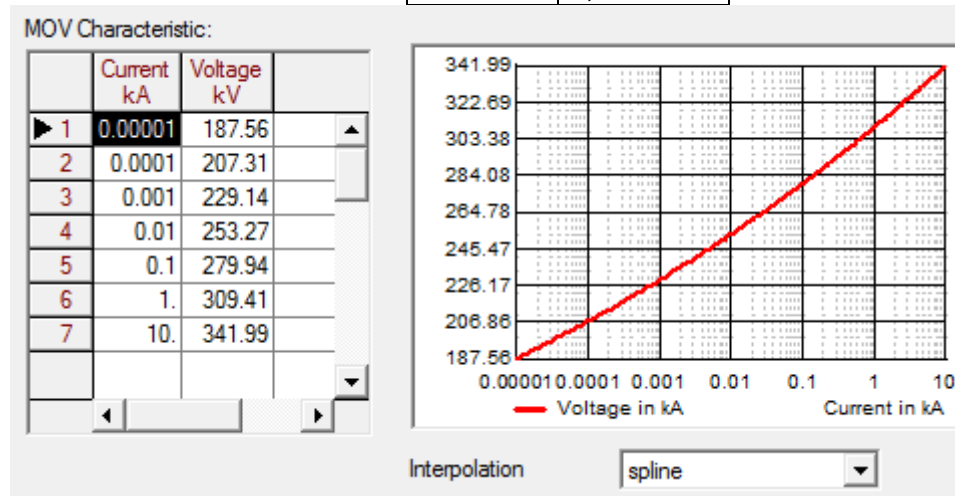 MOV Characteristic:
Current kA Voltage kV
1 0.00001 187.56
2 0.0001 207.31
3 0.001 229.14
4 0.01 253.27
5 0.1 279.94
6 1. 309.41
7 10. 341.99
341.99
322.69
303.38
284.08
264.78
245.47
226.17
206.86
187.56
0.00001 0.0001 0.001 0.01 0.1 1 10
Voltage in kA Current in kA
Interpolation spline